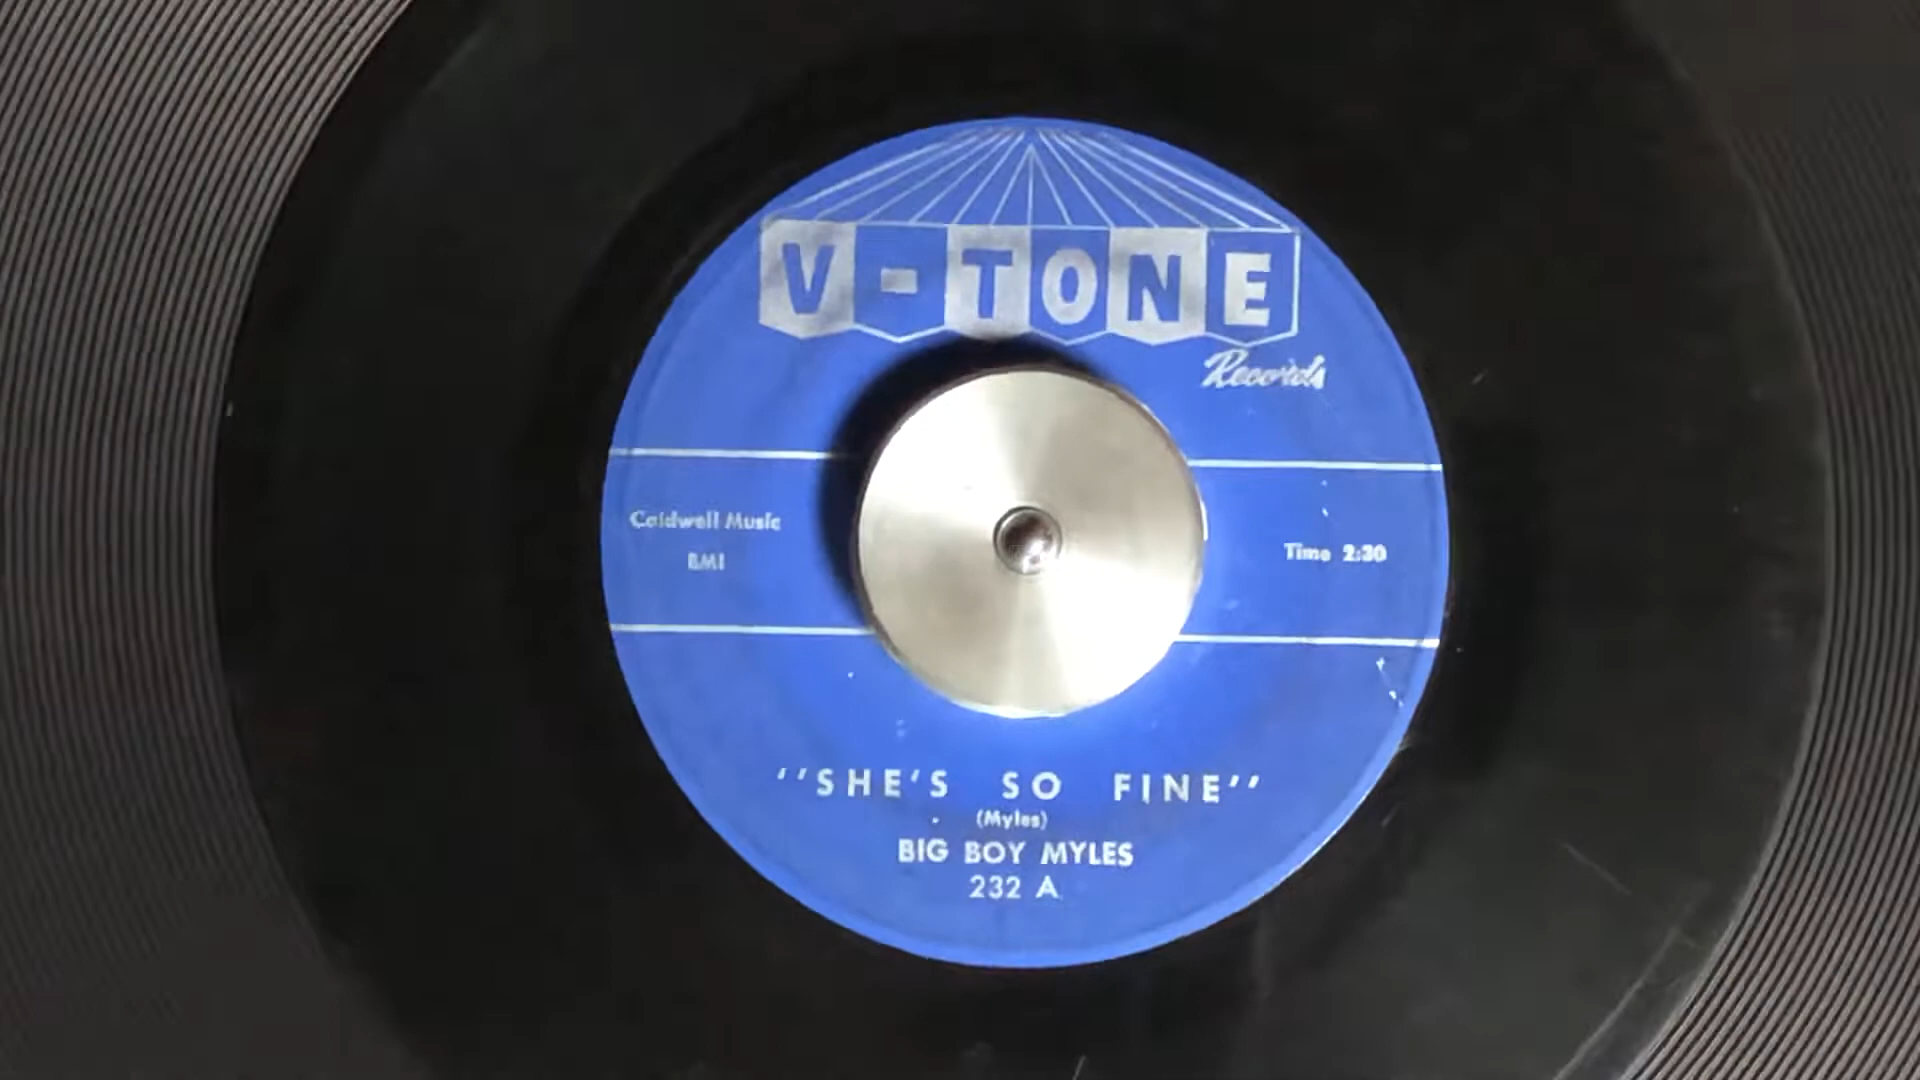 V-TONE
Records
Caldwell Music
BMI
Time 2:30
"SHE'S SO FINE"
(Myles)
BIG BOY MYLES
232 A